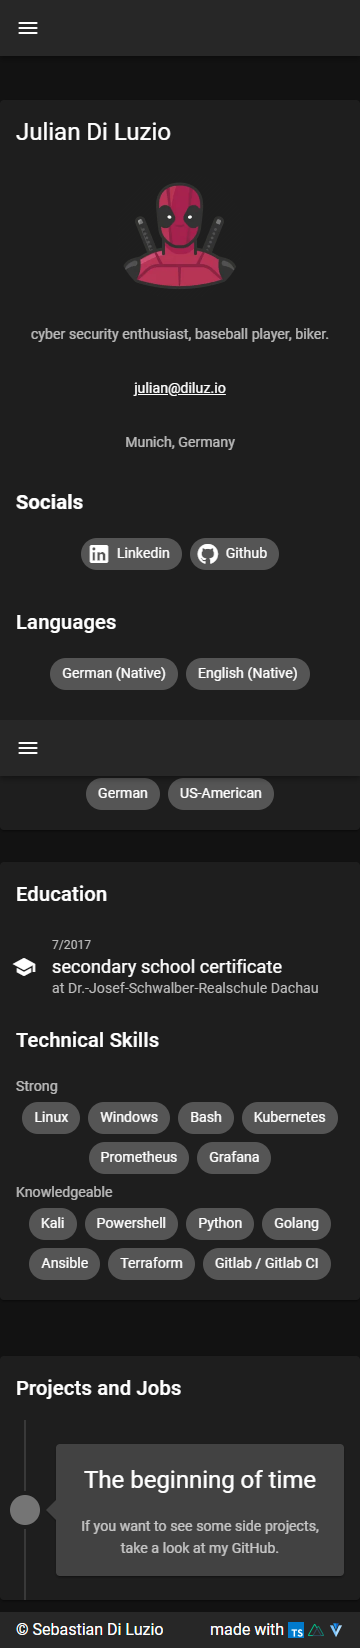 Julian Di Luzio
cyber security enthusiast, baseball player, biker.
julian@diluz.io
Munich, Germany
Socials
Linkedin Github
Languages
German (Native) English (Native)
German US-American
Education
7/2017
secondary school certificate
at Dr.-Josef-Schwalber-Realschule Dachau
Technical Skills
Strong
Linux Windows Bash Kubernetes
Prometheus Grafana
Knowledgeable
Kali Powershell Python Golang
Ansible Terraform Gitlab / Gitlab CI
Projects and Jobs
The beginning of time
If you want to see some side projects,
take a look at my GitHub.
© Sebastian Di Luzio made with TS